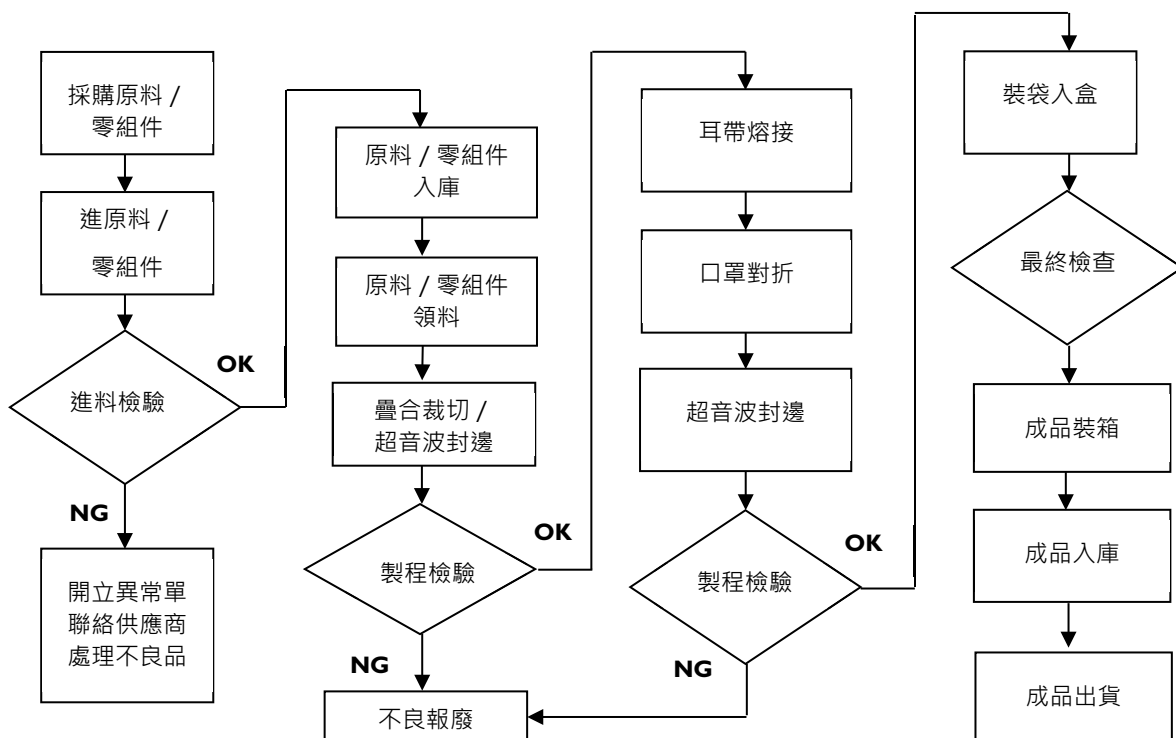 採購原料 /
零組件
進原料 /
零組件
進料檢驗
OK
NG
開立異常單
聯絡供應商
處理不良品
原料 / 零組件
入庫
原料 / 零組件
領料
疊合裁切 /
超音波封邊
製程檢驗
OK
NG
不良報廢
耳帶熔接
口罩對折
超音波封邊
製程檢驗
OK
NG
裝袋入盒
最終檢查
成品裝箱
成品入庫
成品出貨